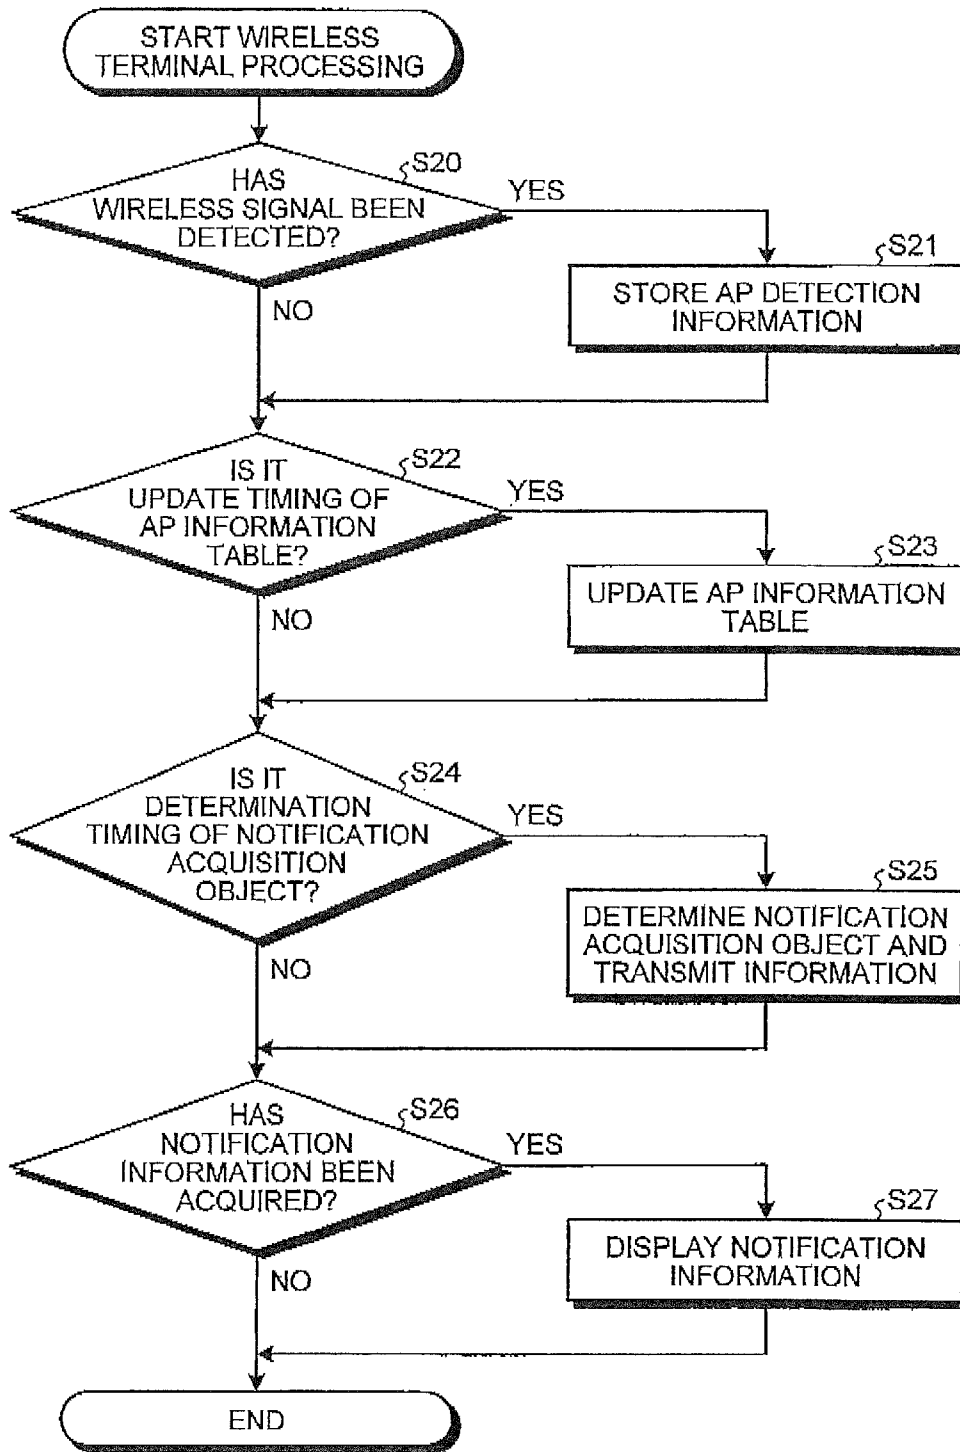 START WIRELESS
TERMINAL PROCESSING
S20
HAS
WIRELESS SIGNAL BEEN
DETECTED?
YES
NO
S21
STORE AP DETECTION
INFORMATION
S22
IS IT
UPDATE TIMING OF
AP INFORMATION
TABLE?
YES
NO
S23
UPDATE AP INFORMATION
TABLE
S24
IS IT
DETERMINATION
TIMING OF NOTIFICATION
ACQUISITION
OBJECT?
YES
NO
S25
DETERMINE NOTIFICATION
ACQUISITION OBJECT AND
TRANSMIT INFORMATION
S26
HAS
NOTIFICATION
INFORMATION BEEN
ACQUIRED?
YES
NO
S27
DISPLAY NOTIFICATION
INFORMATION
END